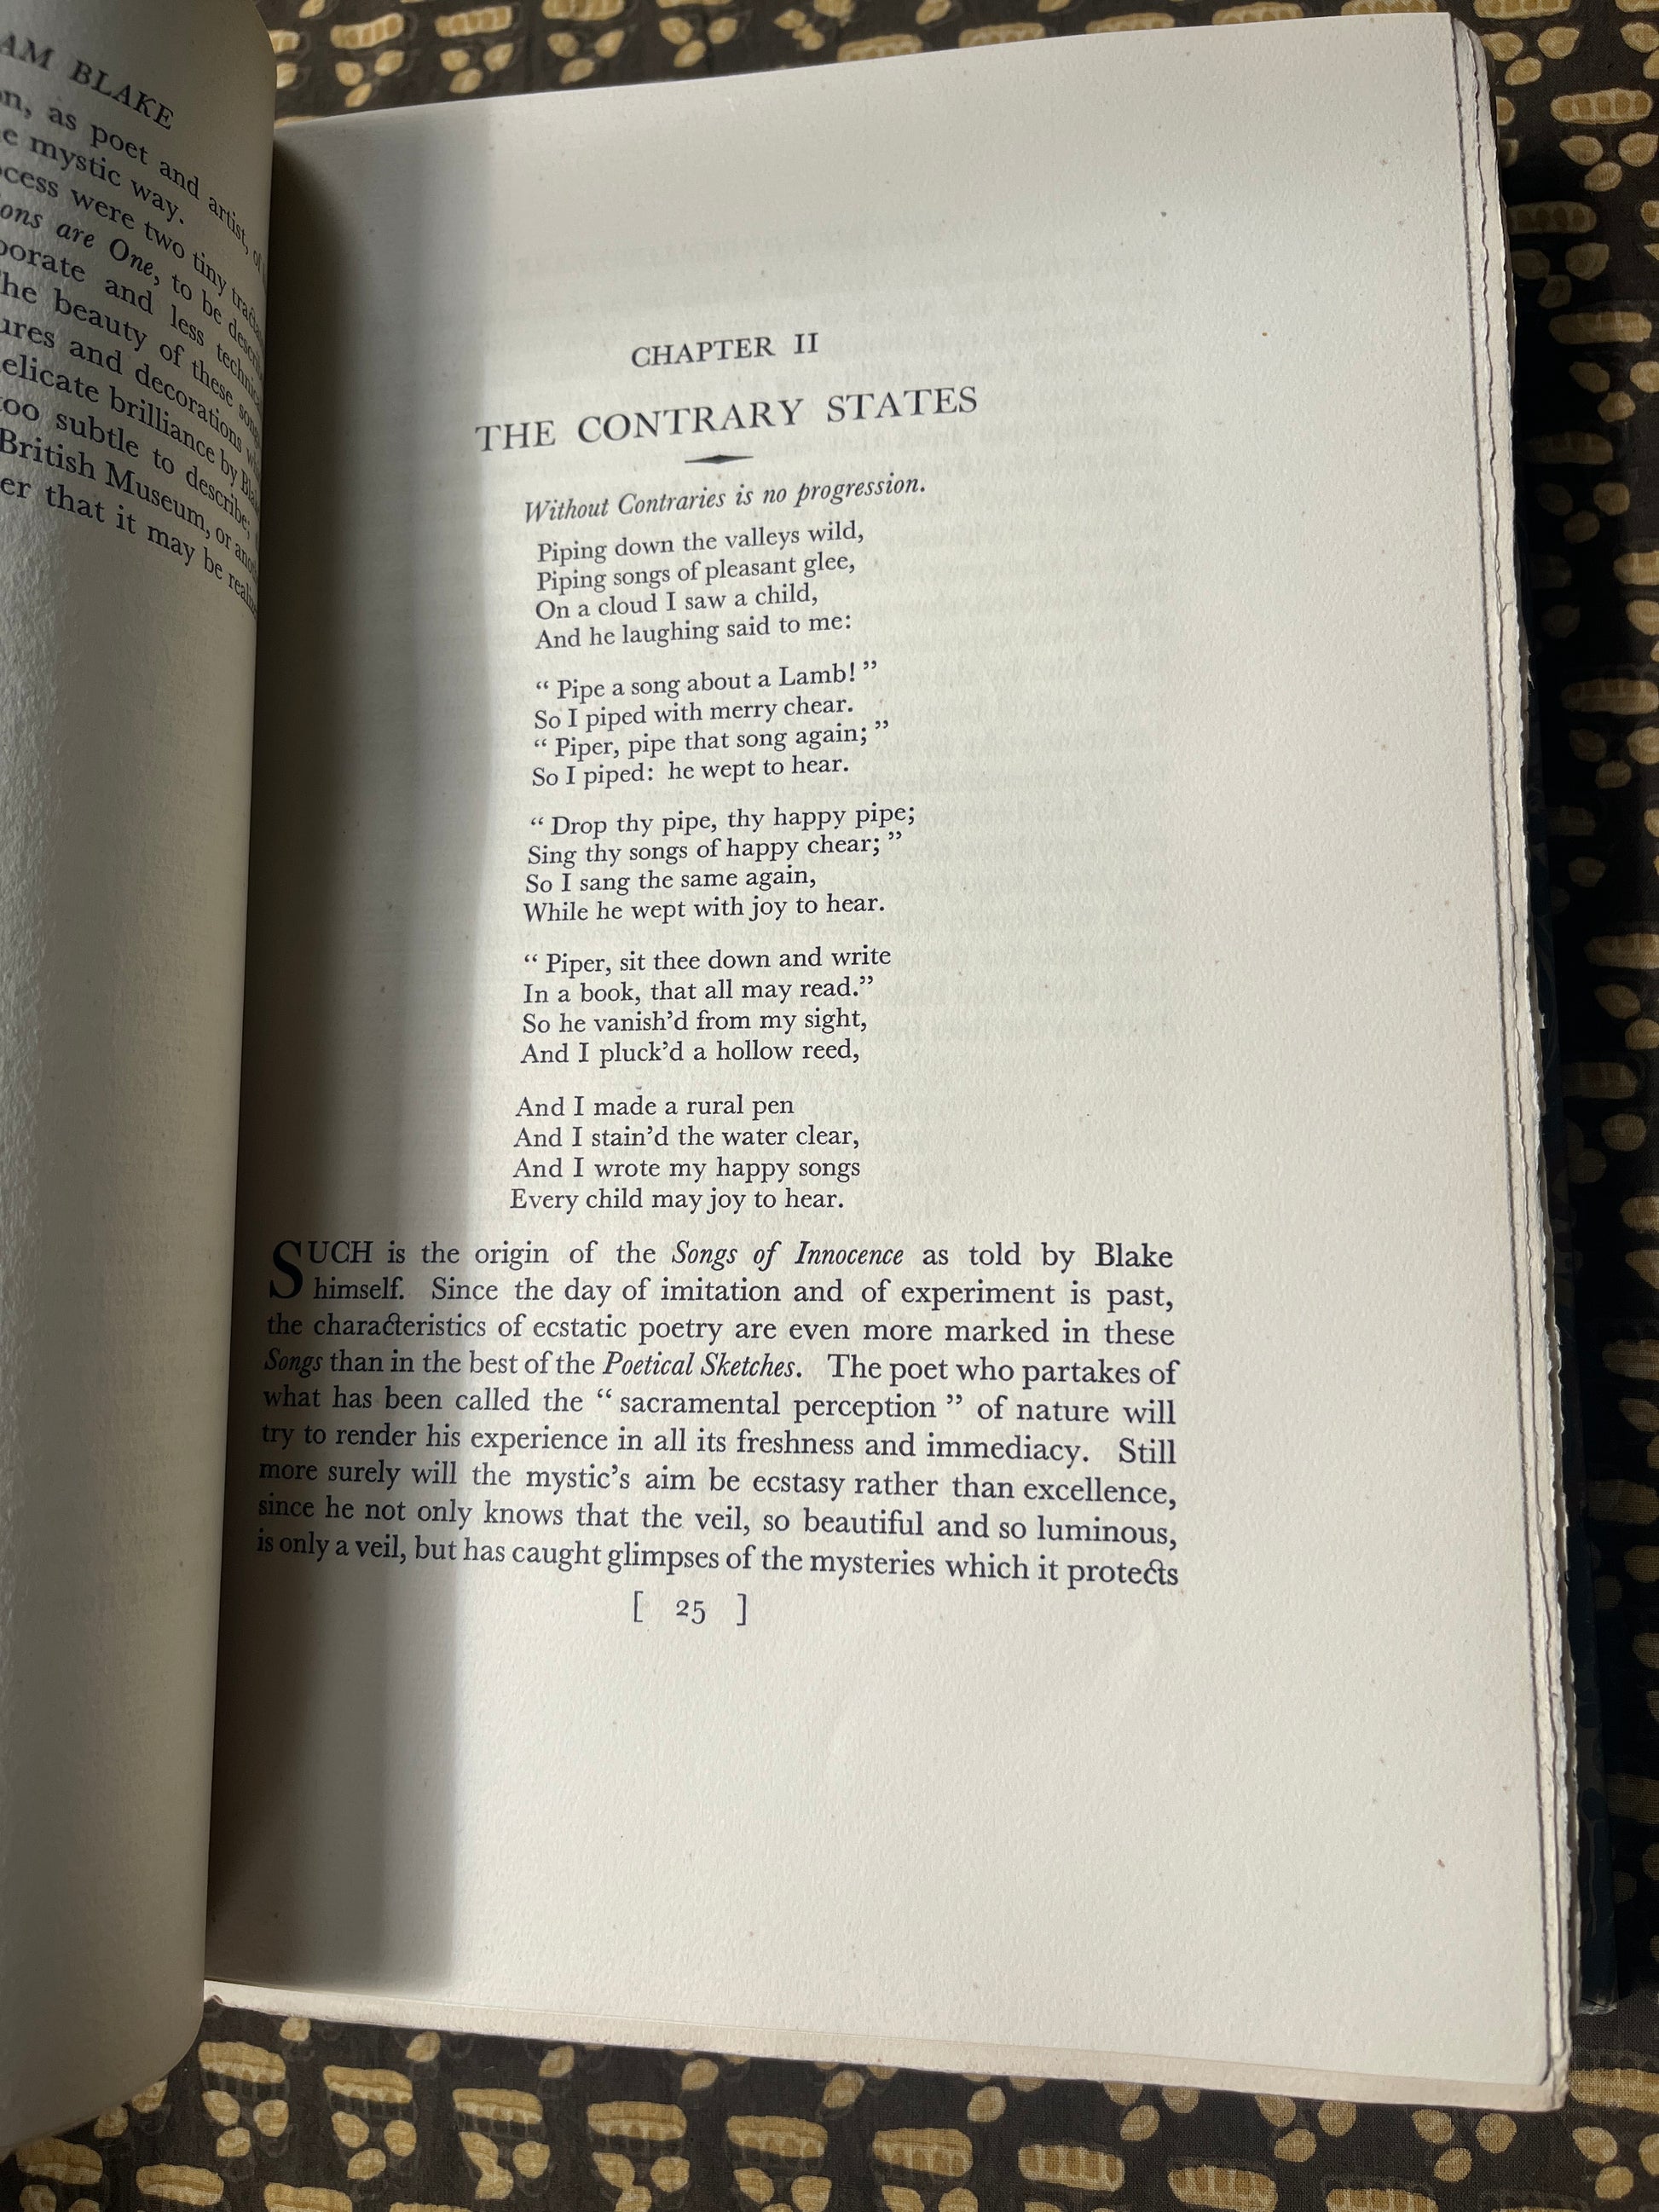 AM BLAKE
on, as poet and artist,
mystic way.
were two tiny
ons are One, to be
and less
beauty of these
and decorations
brilliance by
too subtle to describe;
British Museum, or
er that it may be
CHAPTER II
THE CONTRARY STATES
Without Contraries is no progression.
Piping down the valleys wild,
Piping songs of pleasant glee,
On a cloud I saw a child,
And he laughing said to me:
“ Pipe a song about a Lamb! ”
So I piped with merry chear.
“ Piper, pipe that song again; ”
So I piped: he wept to hear.
“ Drop thy pipe, thy happy pipe;
Sing thy songs of happy chear; ”
So I sang the same again,
While he wept with joy to hear.
“ Piper, sit thee down and write
In a book, that all may read.”
So he vanish’d from my sight,
And I pluck’d a hollow reed,
And I made a rural pen
And I stain’d the water clear,
And I wrote my happy songs
Every child may joy to hear.
SUCH is the origin of the Songs of Innocence as told by Blake
himself. Since the day of imitation and of experiment is past,
the characteristics of ecstatic poetry are even more marked in these
Songs than in the best of the Poetical Sketches. The poet who partakes of
what has been called the “ sacramental perception ” of nature will
try to render his experience in all its freshness and immediacy. Still
more surely will the mystic’s aim be ecstasy rather than excellence,
since he not only knows that the veil, so beautiful and so luminous,
is only a veil, but has caught glimpses of the mysteries which it protects
[ 25 ]